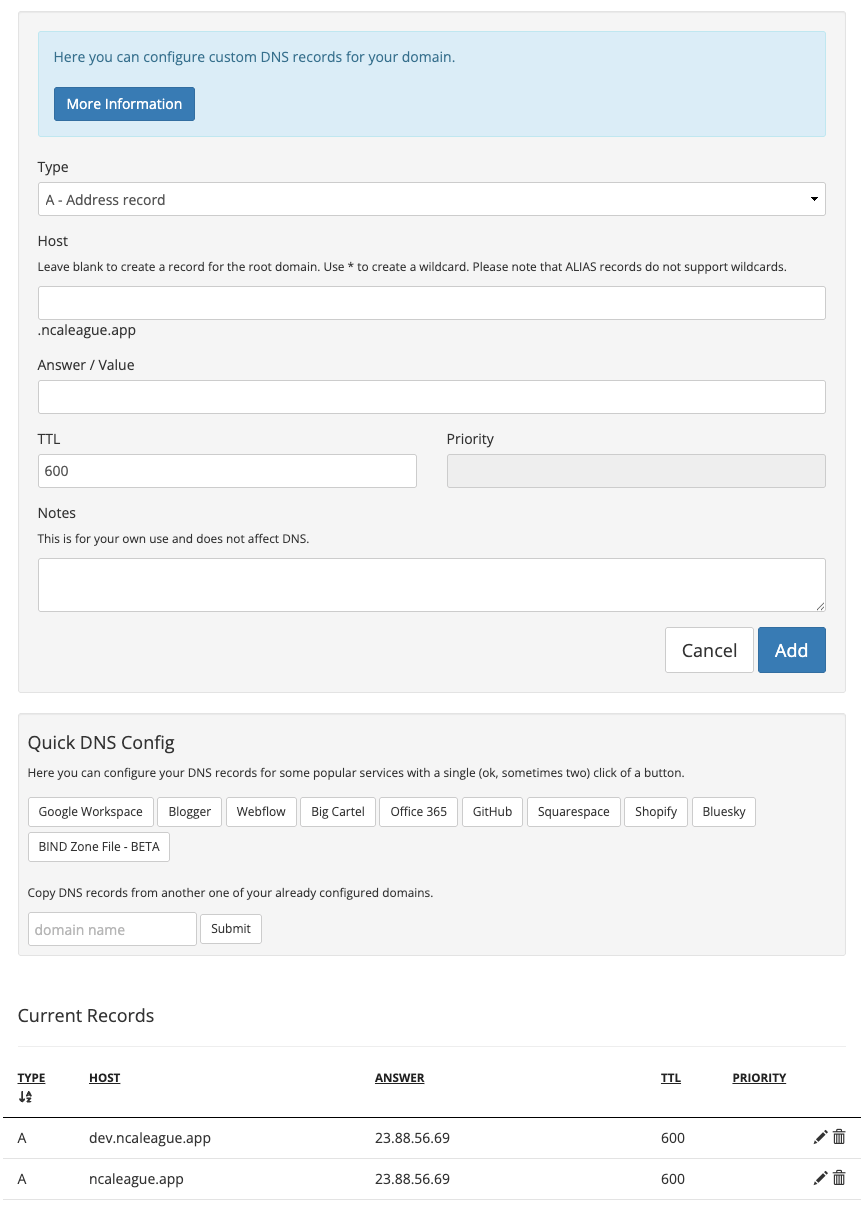 Here you can configure custom DNS records for your domain.
More Information
Type
A - Address record
Host
Leave blank to create a record for the root domain. Use * to create a wildcard. Please note that ALIAS records do not support wildcards.
.ncaleague.app
Answer / Value
TTL Priority
600
Notes
This is for your own use and does not affect DNS.
Cancel Add
Quick DNS Config
Here you can configure your DNS records for some popular services with a single (ok, sometimes two) click of a button.
Google Workspace Blogger Webflow Big Cartel Office 365 GitHub Squarespace Shopify Bluesky
BIND Zone File - BETA
Copy DNS records from another one of your already configured domains.
domain name Submit
Current Records
TYPE HOST ANSWER TTL PRIORITY
A dev.ncaleague.app 23.88.56.69 600
A ncaleague.app 23.88.56.69 600